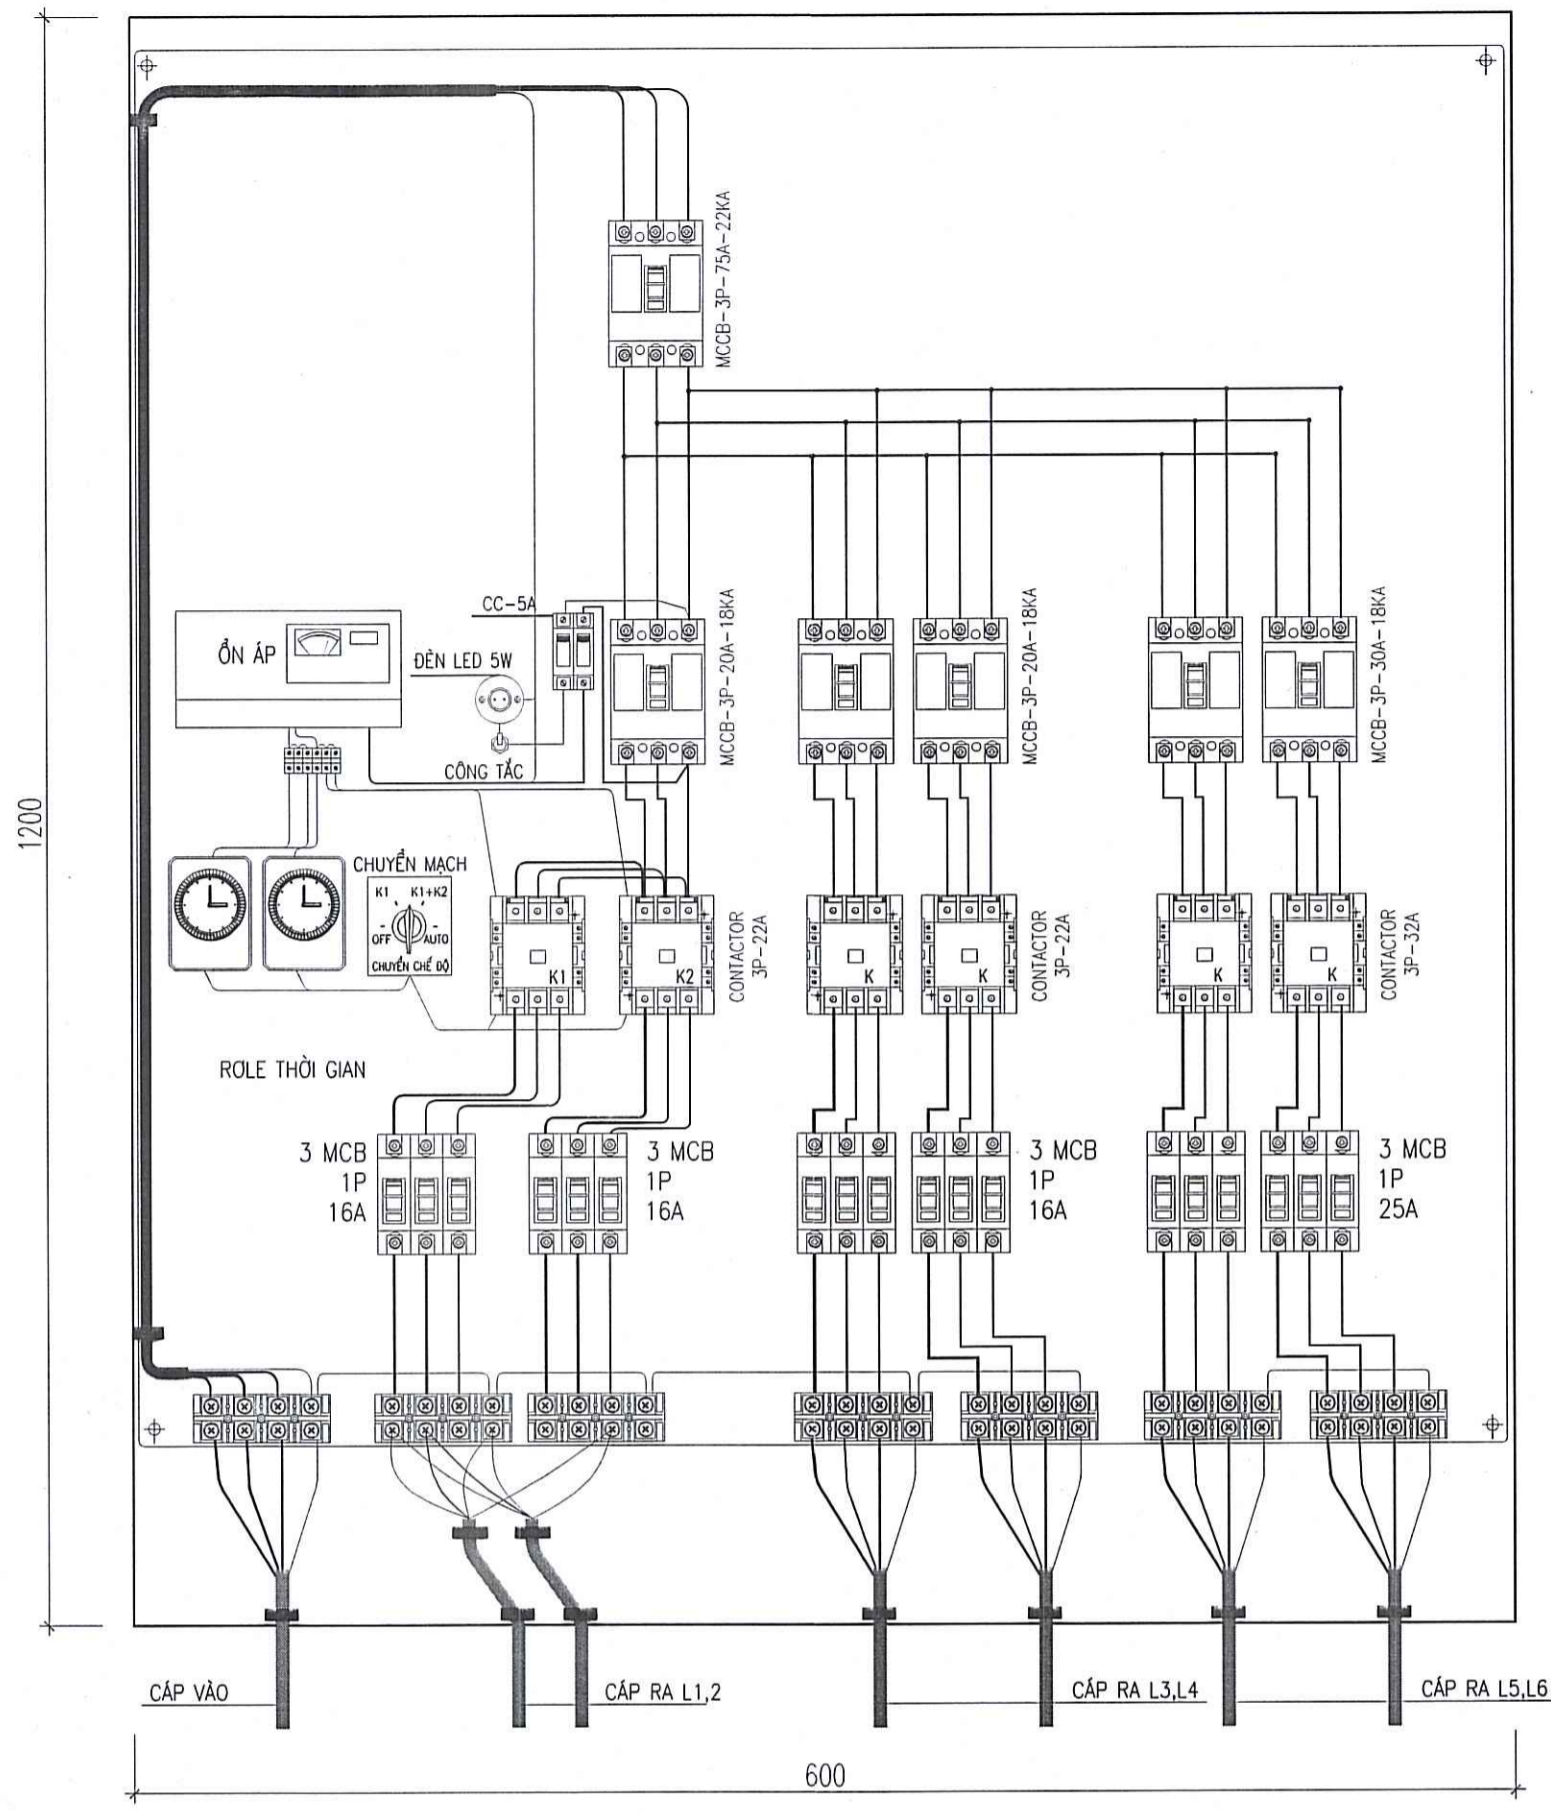 MCCB-3P-75A-22KA
CC-5A
ỔN ÁP
ĐÈN LED 5W
CÔNG TẮC
MCCB-3P-20A-18KA
MCCB-3P-20A-18KA
MCCB-3P-30A-18KA
1200
CHUYỂN MẠCH
K1 K1+K2
OFF AUTO
CHUYỂN CHẾ ĐỘ
K1
K2
CONTACTOR
3P-22A
K
K
CONTACTOR
3P-22A
K
K
CONTACTOR
3P-32A
RƠLE THỜI GIAN
3 MCB
1P
16A
3 MCB
1P
16A
3 MCB
1P
16A
3 MCB
1P
25A
CÁP VÀO
CÁP RA L1,2
CÁP RA L3,L4
CÁP RA L5,L6
600